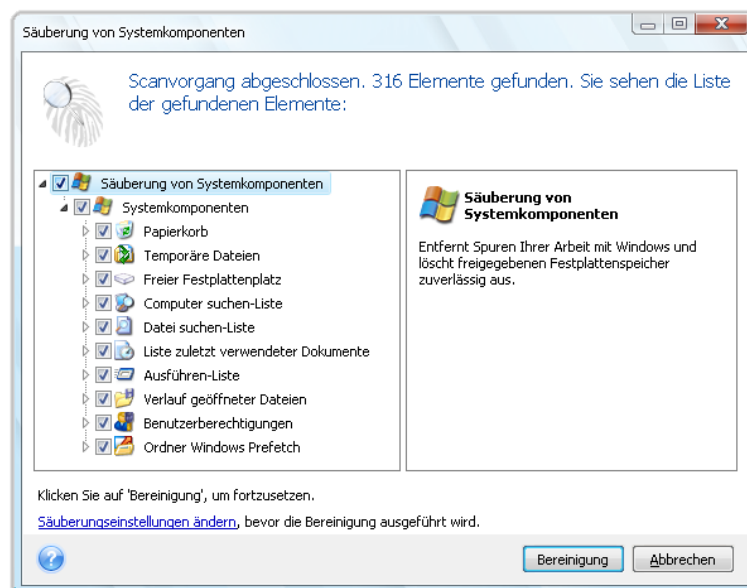 Säuberung von Systemkomponenten
Scanvorgang abgeschlossen. 316 Elemente gefunden. Sie sehen die Liste
der gefundenen Elemente:
Säuberung von Systemkomponenten
Systemkomponenten
Papierkorb
Temporäre Dateien
Freier Festplattenplatz
Computer suchen-Liste
Datei suchen-Liste
Liste zuletzt verwendeter Dokumente
Ausführen-Liste
Verlauf geöffneter Dateien
Benutzerberechtigungen
Ordner Windows Prefetch
Säuberung von
Systemkomponenten
Entfernt Spuren Ihrer Arbeit mit Windows und
löscht freigegebenen Festplattenspeicher
zuverlässig aus.
Klicken Sie auf 'Bereinigung', um fortzusetzen.
Säuberungseinstellungen ändern, bevor die Bereinigung ausgeführt wird.
Bereinigung
Abbrechen